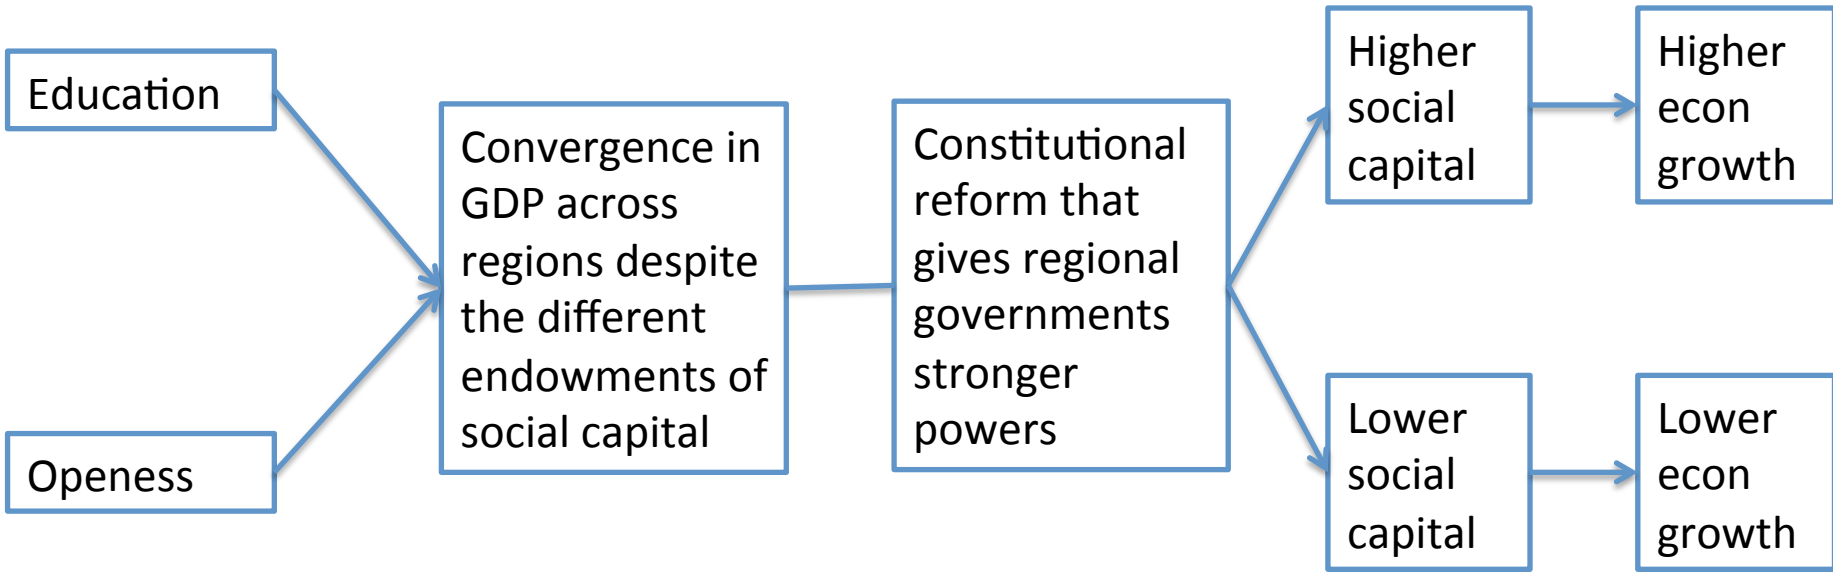 Education
Openess
Convergence in
GDP across
regions despite
the different
endowments of
social capital
Constitutional
reform that
gives regional
governments
stronger
powers
Higher
social
capital
Higher
econ
growth
Lower
social
capital
Lower
econ
growth